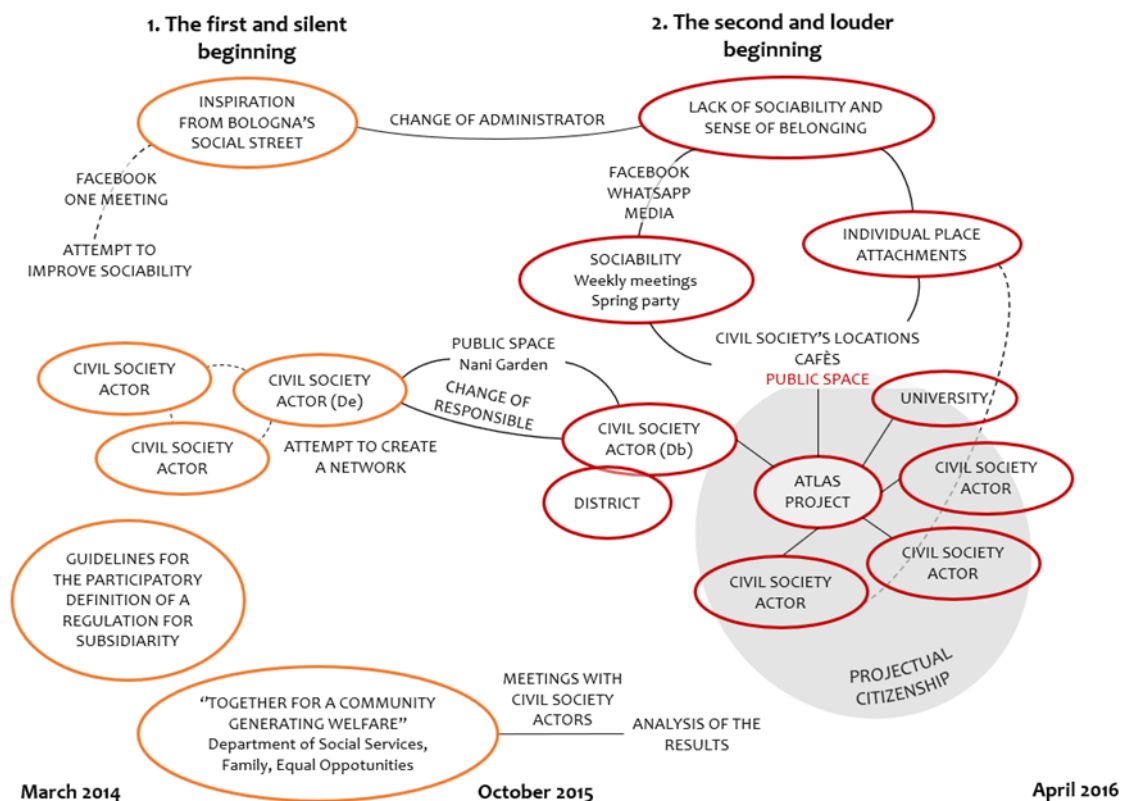 1. The first and silent
beginning
2. The second and louder
beginning
INSPIRATION
FROM BOLOGNA'S
SOCIAL STREET
CHANGE OF ADMINISTRATOR
LACK OF SOCIABILITY AND
SENSE OF BELONGING
FACEBOOK
ONE MEETING
ATTEMPT TO
IMPROVE SOCIABILITY
FACEBOOK
WHATSAPP
MEDIA
INDIVIDUAL PLACE
ATTACHMENTS
SOCIABILITY
Weekly meetings
Spring party
CIVIL SOCIETY'S LOCATIONS
CAFÈS
PUBLIC SPACE
CIVIL SOCIETY
ACTOR
CIVIL SOCIETY
ACTOR (De)
CIVIL SOCIETY
ACTOR
ATTEMPT TO CREATE
A NETWORK
PUBLIC SPACE
Nani Garden
CHANGE OF
RESPONSIBLE
CIVIL SOCIETY
ACTOR (Db)
DISTRICT
UNIVERSITY
ATLAS
PROJECT
CIVIL SOCIETY
ACTOR
CIVIL SOCIETY
ACTOR
CIVIL SOCIETY
ACTOR
PROJECTUAL
CITIZENSHIP
GUIDELINES FOR
THE PARTICIPATORY
DEFINITION OF A
REGULATION FOR
SUBSIDIARITY
"TOGETHER FOR A COMMUNITY
GENERATING WELFARE"
Department of Social Services,
Family, Equal Oppotunities
MEETINGS WITH
CIVIL SOCIETY
ACTORS
ANALYSIS OF THE
RESULTS
March 2014
October 2015
April 2016